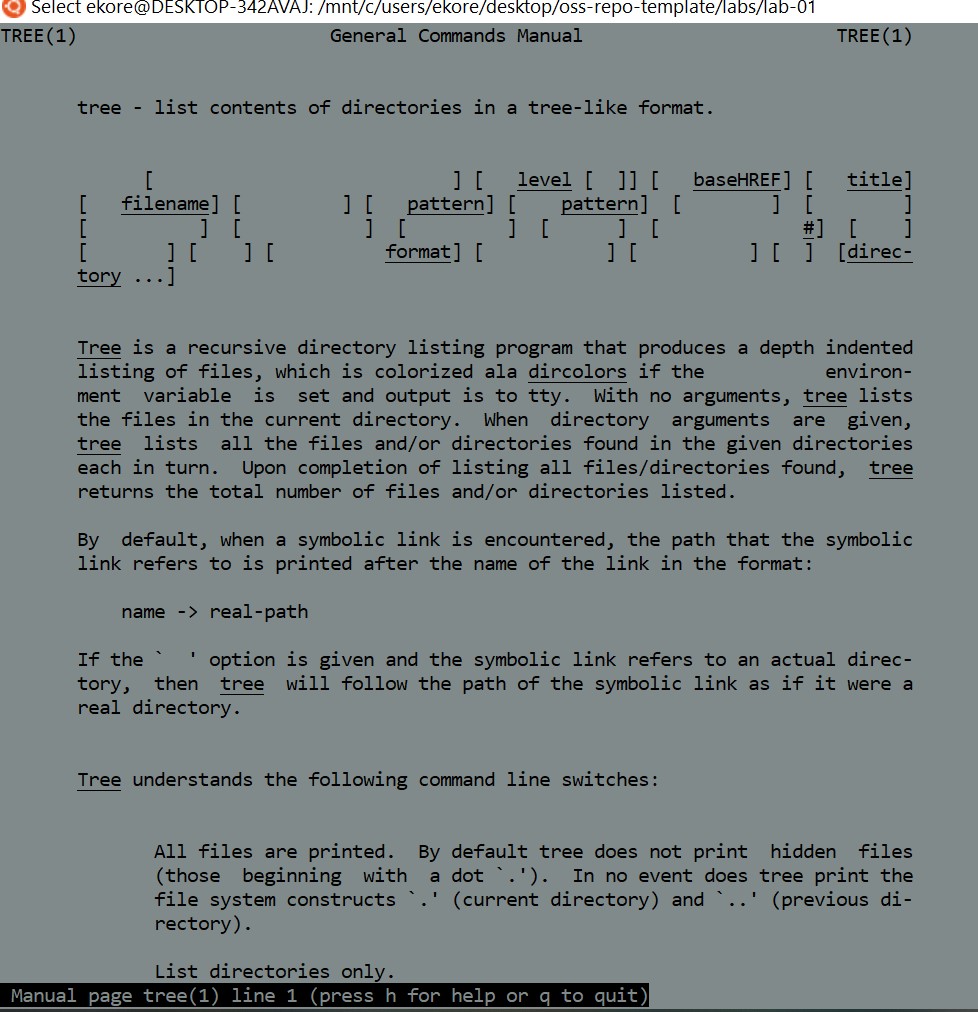 Select ekore@DESKTOP-342AVAJ: /mnt/c/users/ekore/desktop/oss-repo-template/labs/lab-01
TREE(1)                       General Commands Manual                       TREE(1)
tree - list contents of directories in a tree-like format.
[                           ] [   level [  ]] [   baseHREF] [   title]
[   filename] [         ] [   pattern] [    pattern]  [        ]  [        ]
[          ]  [           ]  [         ]  [      ]  [             #]  [    ]
[       ] [    ] [          format] [           ] [          ] [  ]  [direc-
tory ...]
Tree is a recursive directory listing program that produces a depth indented
listing of files, which is colorized ala dircolors if the           environ-
ment  variable  is  set and output is to tty.  With no arguments, tree lists
the files in the current directory.  When  directory  arguments  are  given,
tree  lists  all the files and/or directories found in the given directories
each in turn.  Upon completion of listing all files/directories found,  tree
returns the total number of files and/or directories listed.
By  default, when a symbolic link is encountered, the path that the symbolic
link refers to is printed after the name of the link in the format:
name -> real-path
If the `  ' option is given and the symbolic link refers to an actual direc-
tory,  then  tree  will follow the path of the symbolic link as if it were a
real directory.
Tree understands the following command line switches:
All files are printed.  By default tree does not print  hidden  files
(those  beginning  with  a dot `.').  In no event does tree print the
file system constructs `.' (current directory) and `..' (previous di-
rectory).
List directories only.
Manual page tree(1) line 1 (press h for help or q to quit)